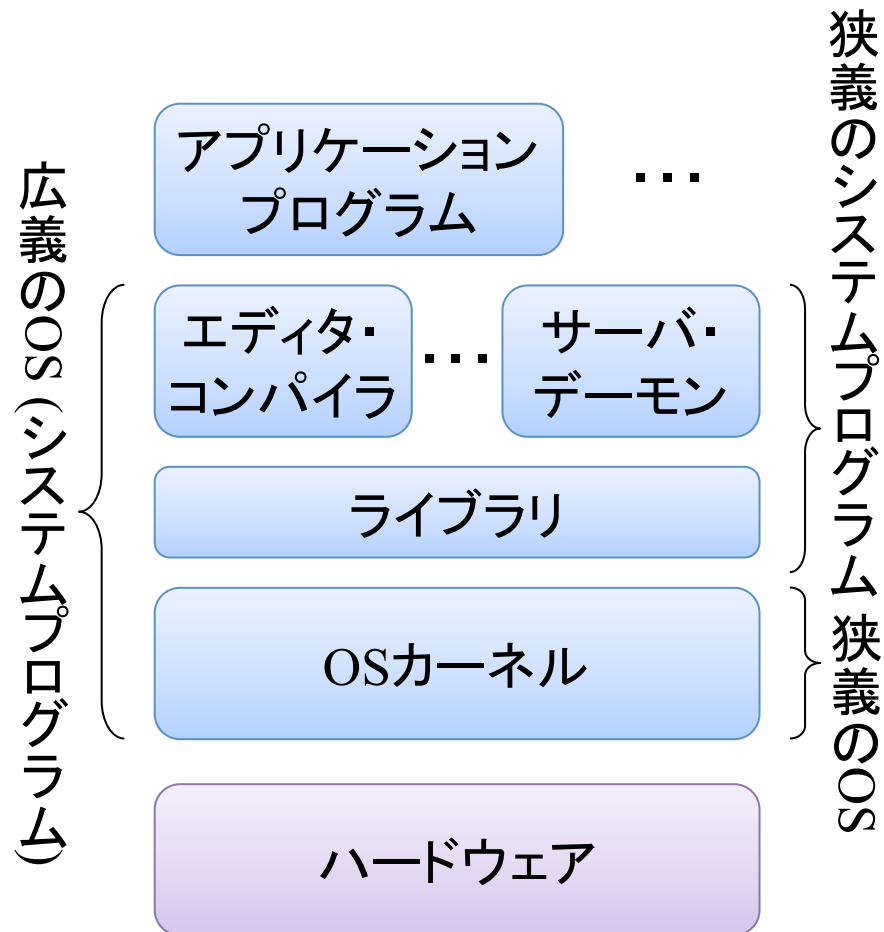 狭義のシステムプログラム
アプリケーション
プログラム
...
広義のOS (システムプログラム)
エディタ・
コンパイラ
...
サーバ・
デーモン
ライブラリ
OSカーネル
狭義のOS
ハードウェア